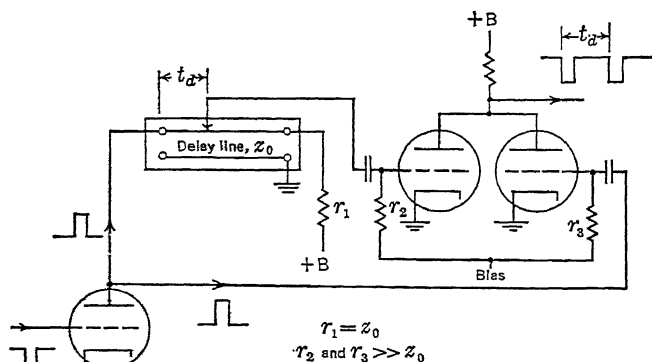 +B
t_d
t_d
Delay line, z_0
r_1
+B
r_2
r_3
Bias
r_1 = z_0
r_2 and r_3 >> z_0